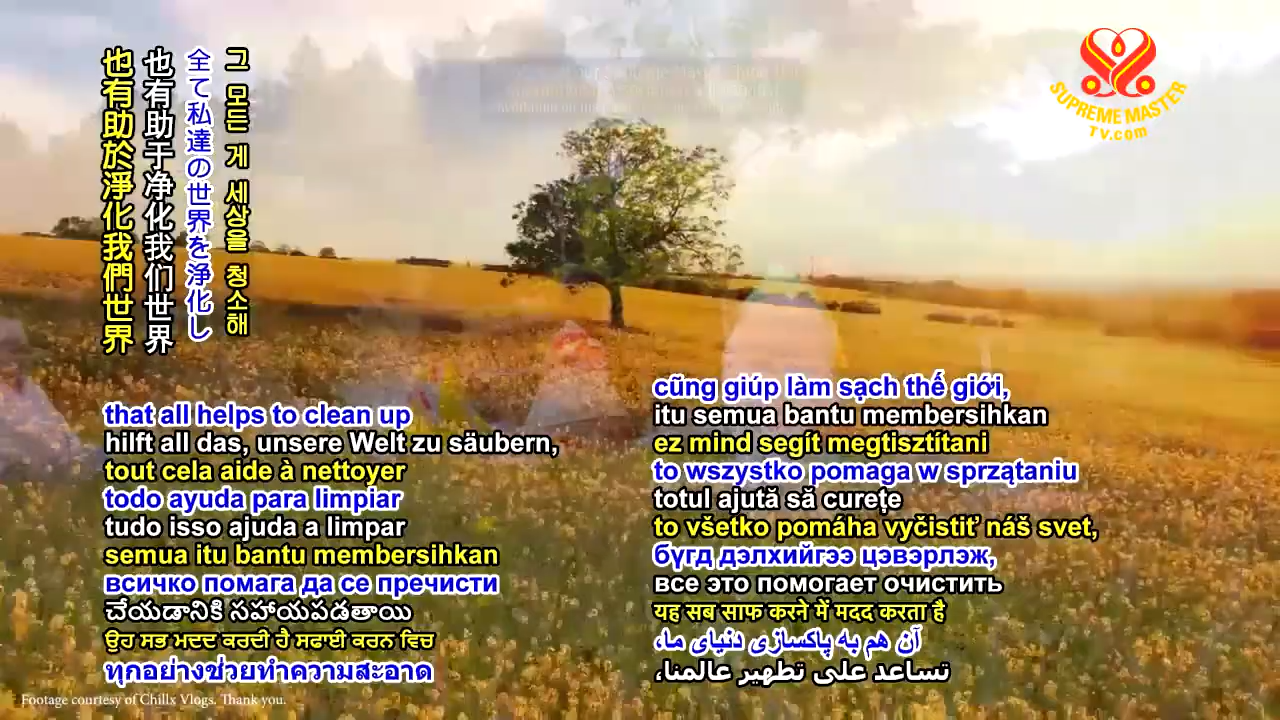 也有助於淨化我們世界
也有助于净化我们世界
全て私達の世界を浄化し
그 모든 게 세상을 청소해
SUPREME MASTER
TV.com
that all helps to clean up
hilft all das, unsere Welt zu säubern,
tout cela aide à nettoyer
todo ayuda para limpiar
tudo isso ajuda a limpar
semua itu bantu membersihkan
всичко помага да се пречисти
చేయడానికి సహాయపడతాయి
ਉਹ ਸਭ ਮਦਦ ਕਰਦੀ ਹੈ ਸਫਾਈ ਕਰਨ ਵਿਚ
ทุกอย่างช่วยทำความสะอาด
cũng giúp làm sạch thế giới,
itu semua bantu membersihkan
ez mind segít megtisztítani
to wszystko pomaga w sprzątaniu
totul ajută să curețe
to všetko pomáha vyčistiť náš svet,
бүгд дэлхийгээ цэвэрлэж,
все это помогает очистить
यह सब साफ करने में मदद करता है
آن هم به پاکسازی دنیای ما،
تساعد على تطهير عالمنا،
Footage courtesy of Chillx Vlogs. Thank you.